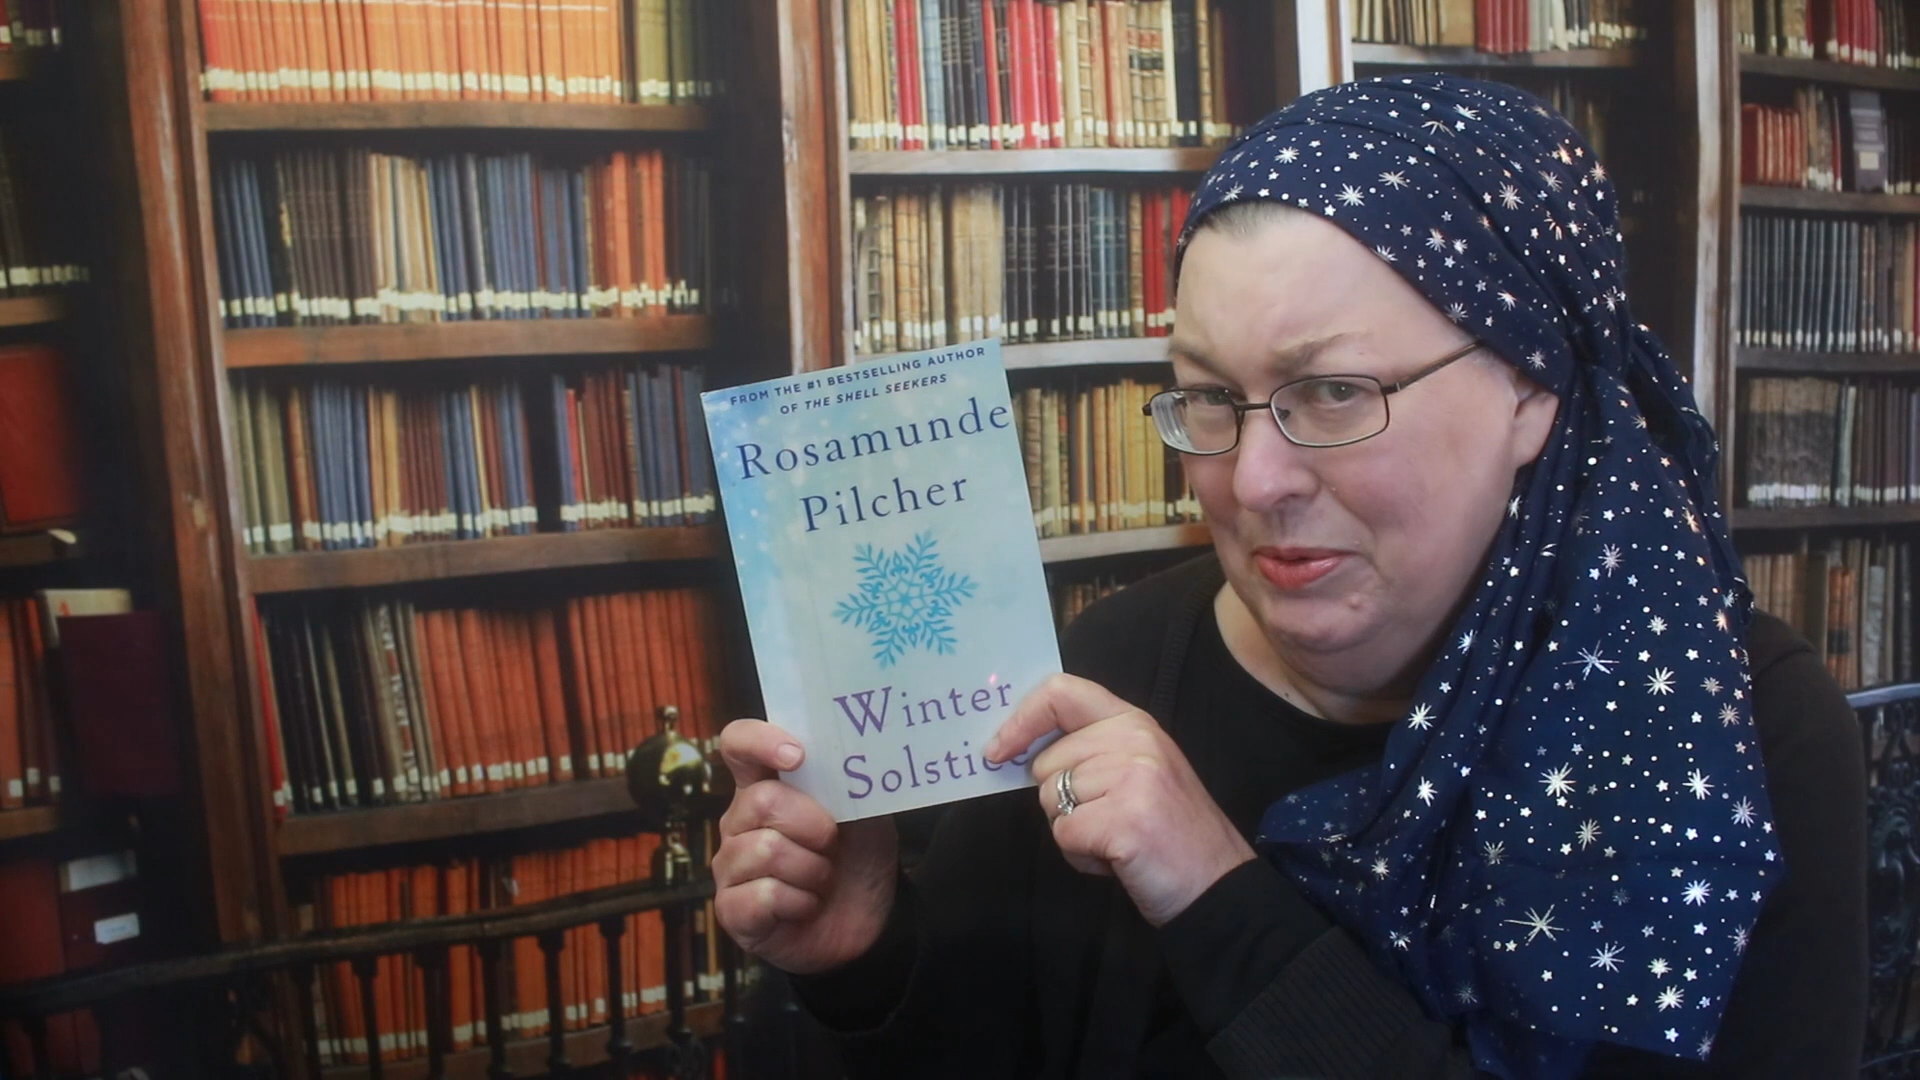 FROM THE #1 BESTSELLING AUTHOR
OF THE SHELL SEEKERS
Rosamunde
Pilcher
Winter
Solstice